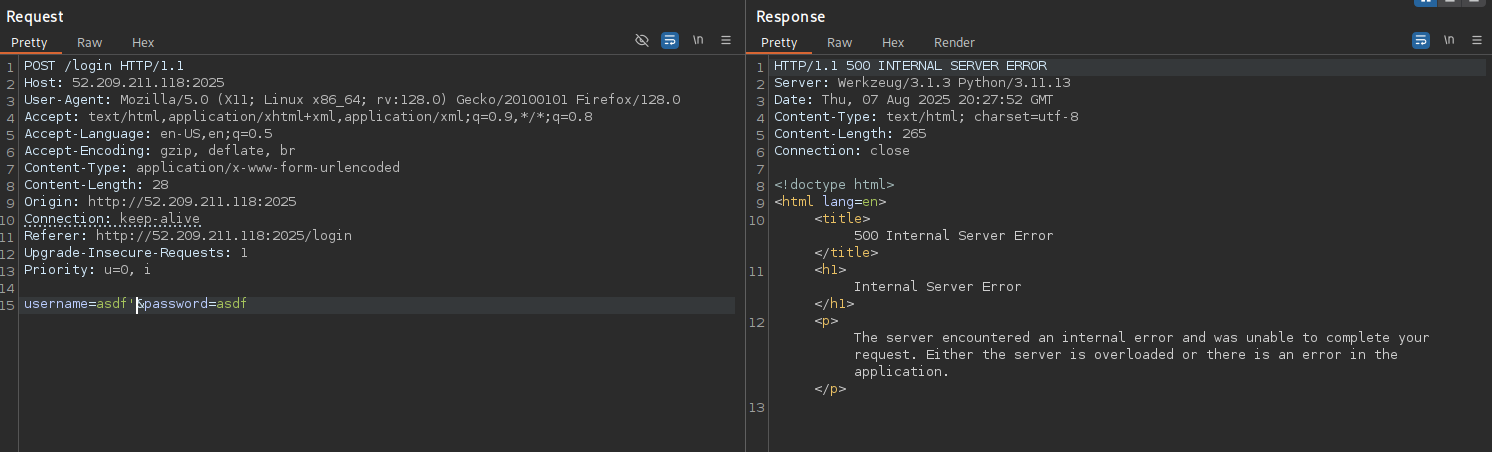 Request
Pretty Raw Hex \n
1 POST /login HTTP/1.1
2 Host: 52.209.211.118:2025
3 User-Agent: Mozilla/5.0 (X11; Linux x86_64; rv:128.0) Gecko/20100101 Firefox/128.0
4 Accept: text/html,application/xhtml+xml,application/xml;q=0.9,*/*;q=0.8
5 Accept-Language: en-US,en;q=0.5
6 Accept-Encoding: gzip, deflate, br
7 Content-Type: application/x-www-form-urlencoded
8 Content-Length: 28
9 Origin: http://52.209.211.118:2025
10 Connection: keep-alive
11 Referer: http://52.209.211.118:2025/login
12 Upgrade-Insecure-Requests: 1
13 Priority: u=0, i
14
15 username=asdf'&password=asdf
Response
Pretty Raw Hex Render \n
1 HTTP/1.1 500 INTERNAL SERVER ERROR
2 Server: Werkzeug/3.1.3 Python/3.11.13
3 Date: Thu, 07 Aug 2025 20:27:52 GMT
4 Content-Type: text/html; charset=utf-8
5 Content-Length: 265
6 Connection: close
7
8 <!doctype html>
9 <html lang=en>
10 <title>
500 Internal Server Error
</title>
11 <h1>
Internal Server Error
</h1>
12 <p>
The server encountered an internal error and was unable to complete your
request. Either the server is overloaded or there is an error in the
application.
</p>
13